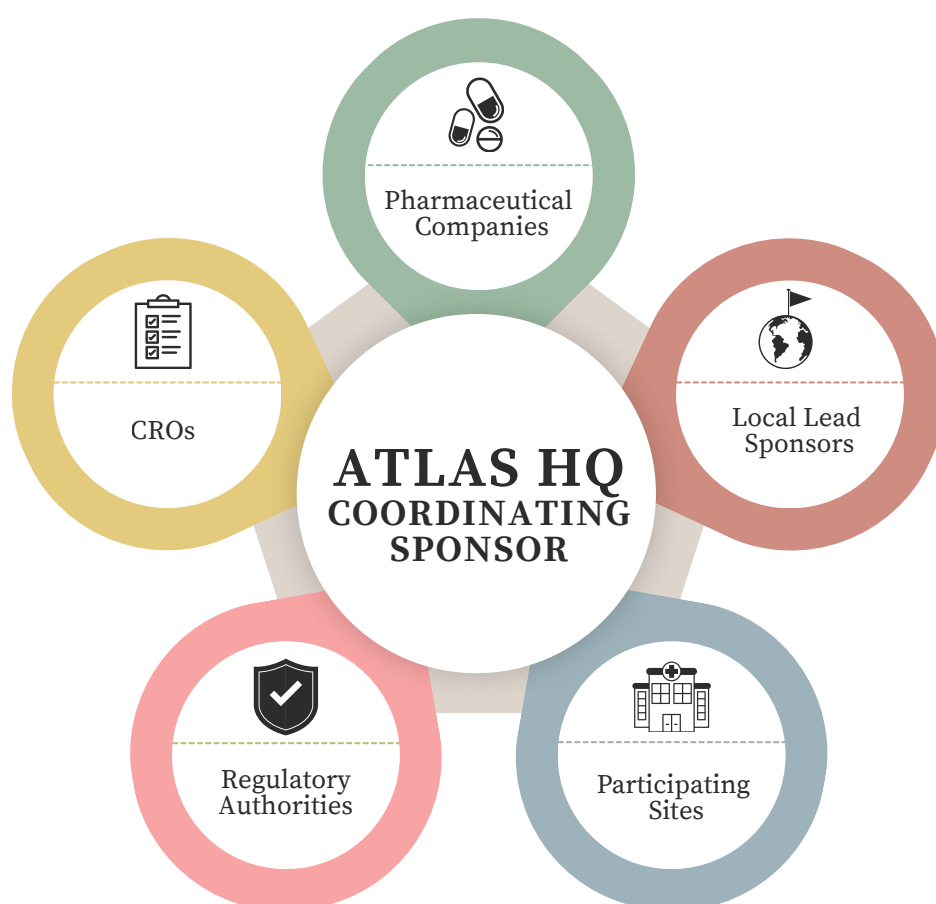 Pharmaceutical
Companies
CROs
Local Lead
Sponsors
ATLAS HQ
COORDINATING
SPONSOR
Regulatory
Authorities
Participating
Sites